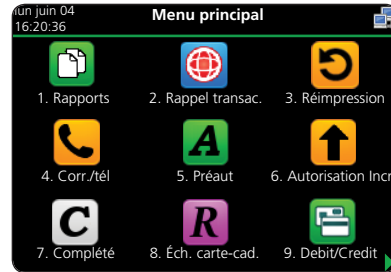 lun juin 04
Menu principal
16:20:36
1. Rapports
2. Rappel transac.
3. Réimpression
4. Corr./tél
A
5. Préaut
6. Autorisation Incr
C
7. Complété
R
8. Éch. carte-cad.
9. Debit/Credit